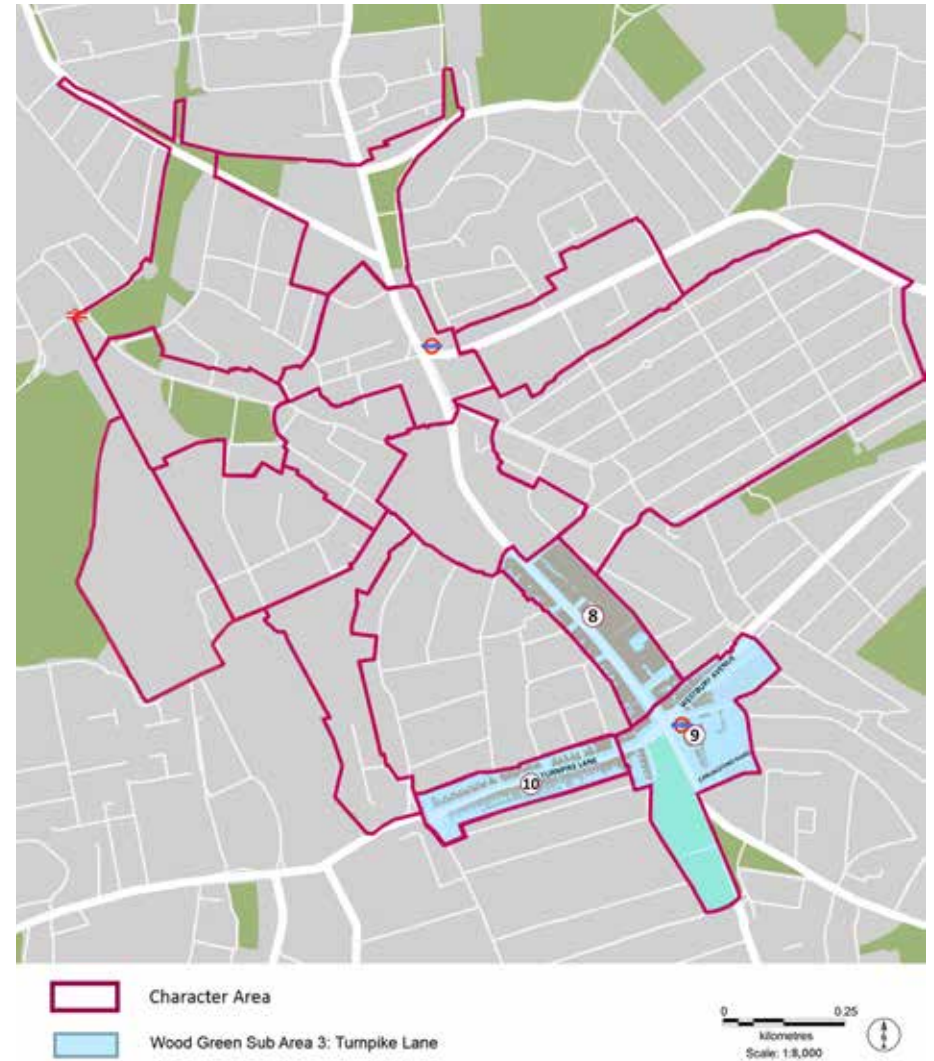 8
WESTBURY AVENUE
9
TURNPIKE LANE
10
Character Area
Wood Green Sub Area 3: Turnpike Lane
0 0.25
kilometres
Scale: 1:8,000